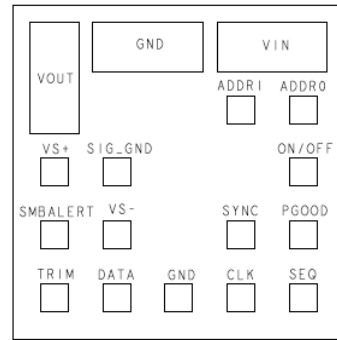 GND VIN
VOUT
ADDR1 ADDR0
VS+ SIG_GND ON/OFF
SMBALERT VS- SYNC PGOOD
TRIM DATA GND CLK SEQ